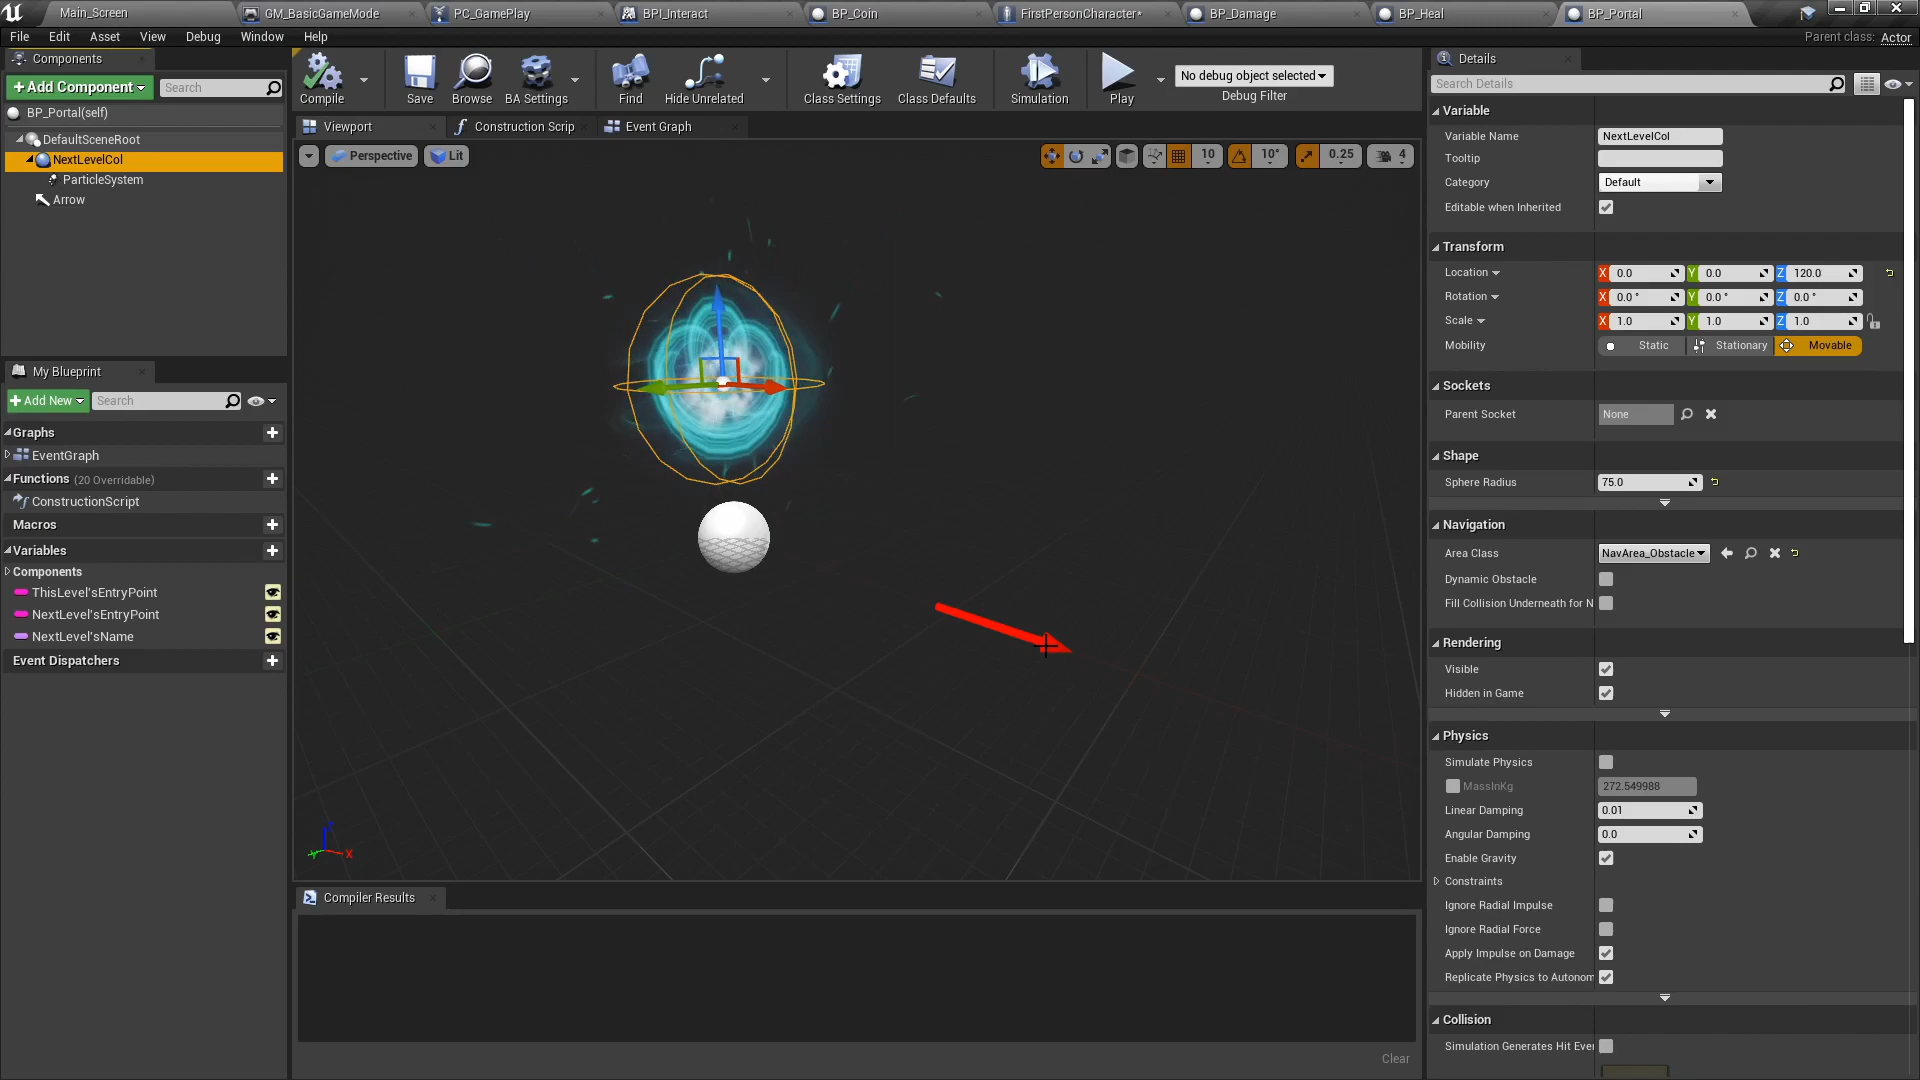 Main_Screen
GM_BasicGameMode
PC_GamePlay
BPI_Interact
BP_Coin
FirstPersonCharacter*
BP_Damage
BP_Heal
BP_Portal
File Edit Asset View Debug Window Help
Parent class: Actor
Components
+Add Component
Search
BP_Portal(self)
DefaultSceneRoot
NextLevelCol
ParticleSystem
Arrow
My Blueprint
+Add New
Search
Graphs
EventGraph
Functions (20 Overridable)
ConstructionScript
Macros
Variables
Components
ThisLevel'sEntryPoint
NextLevel'sEntryPoint
NextLevel'sName
Event Dispatchers
Compile
Save
Browse
BA Settings
Find
Hide Unrelated
Class Settings
Class Defaults
Simulation
Play
No debug object selected
Debug Filter
Viewport
Construction Scrip
Event Graph
Perspective
Lit
10
10°
0.25
4
Z
X
Compiler Results
Clear
Details
Search Details
Variable
Variable Name NextLevelCol
Tooltip
Category Default
Editable when Inherited
Transform
Location X 0.0 Y 0.0 Z 120.0
Rotation X 0.0 ° Y 0.0 ° Z 0.0 °
Scale X 1.0 Y 1.0 Z 1.0
Mobility Static Stationary Movable
Sockets
Parent Socket None
Shape
Sphere Radius 75.0
Navigation
Area Class NavArea_Obstacle
Dynamic Obstacle
Fill Collision Underneath for N
Rendering
Visible
Hidden in Game
Physics
Simulate Physics
MassInKg 272.549988
Linear Damping 0.01
Angular Damping 0.0
Enable Gravity
Constraints
Ignore Radial Impulse
Ignore Radial Force
Apply Impulse on Damage
Replicate Physics to Autonom
Collision
Simulation Generates Hit Ever